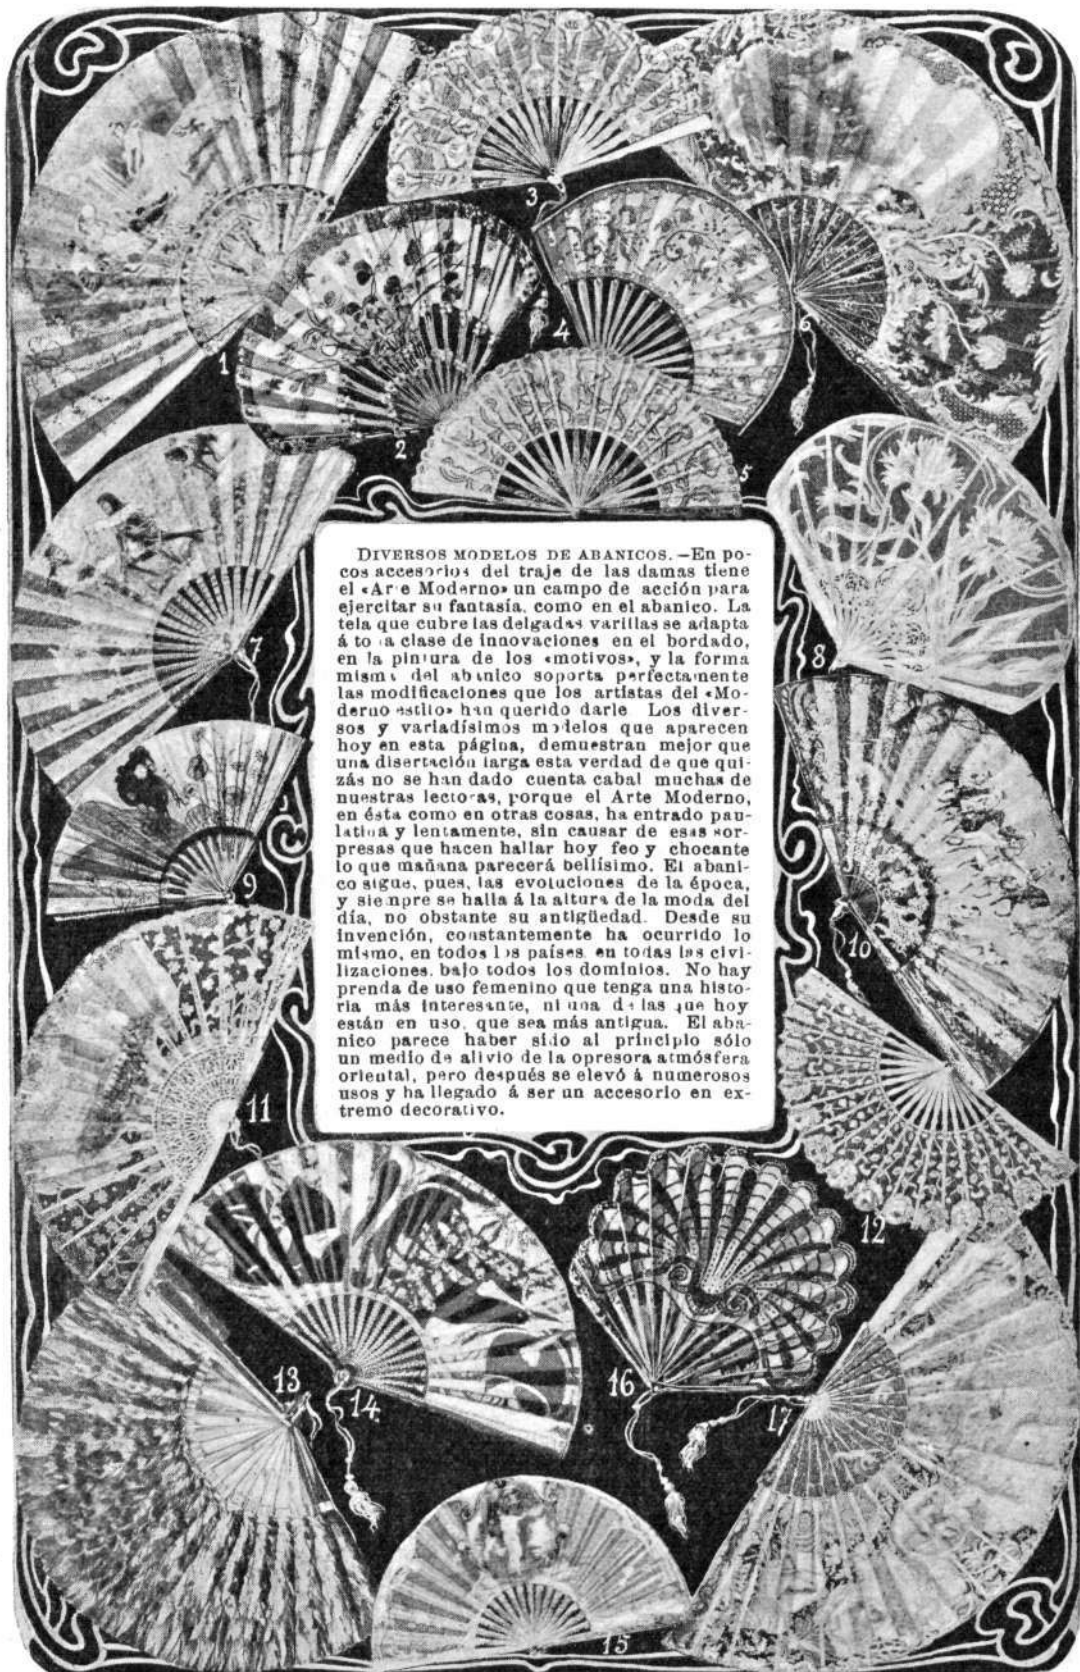 3
1
4
6
2
5
DIVERSOS MODELOS DE ABANICOS.—En po-
cos accesorios del traje de las damas tiene
el «Arte Moderno» un campo de acción para
ejercitar su fantasía, como en el abanico. La
tela que cubre las delgadas varillas se adapta
á toda clase de innovaciones en el bordado,
en la pintura de los «motivos», y la forma
misma del abanico soporta perfectamente
las modificaciones que los artistas del «Mo-
derno estilo» han querido darle Los diver-
sos y variadísimos modelos que aparecen
hoy en esta página, demuestran mejor que
una disertación larga esta verdad de que qui-
zás no se han dado cuenta cabal muchas de
nuestras lectoras, porque el Arte Moderno,
en ésta como en otras cosas, ha entrado pau-
latina y lentamente, sin causar de esas sor-
presas que hacen hallar hoy feo y chocante
lo que mañana parecerá bellísimo. El abani-
co sigue, pues, las evoluciones de la época,
y siempre se halla á la altura de la moda del
día, no obstante su antigüedad. Desde su
invención, constantemente ha ocurrido lo
mismo, en todos los países, en todas las civi-
lizaciones, bajo todos los dominios. No hay
prenda de uso femenino que tenga una histo-
ria más interesante, ni una de las que hoy
están en uso, que sea más antigua. El aba-
nico parece haber sido al principio sólo
un medio de alivio de la opresora atmósfera
oriental, pero después se elevó á numerosos
usos y ha llegado á ser un accesorio en ex-
tremo decorativo.
7
8
9
10
11
12
13
14
16
17
15